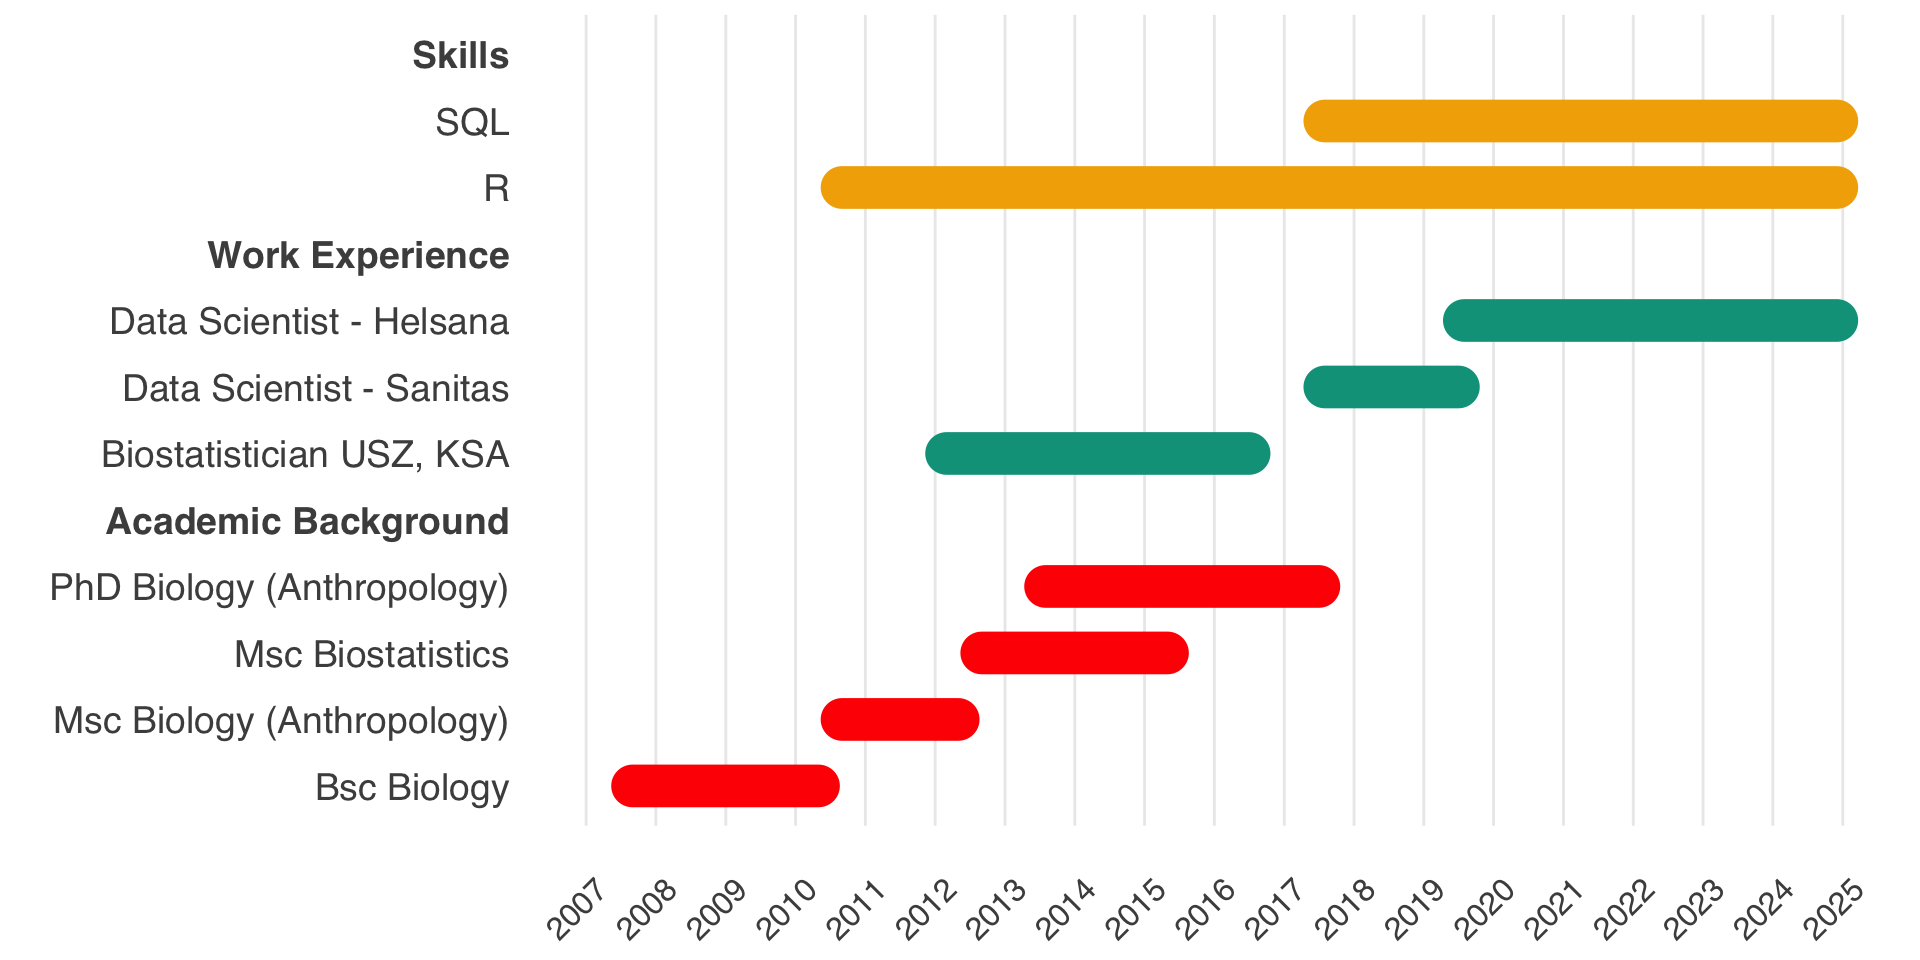 Skills
SQL
R
Work Experience
Data Scientist - Helsana
Data Scientist - Sanitas
Biostatistician USZ, KSA
Academic Background
PhD Biology (Anthropology)
Msc Biostatistics
Msc Biology (Anthropology)
Bsc Biology
2007 2008 2009 2010 2011 2012 2013 2014 2015 2016 2017 2018 2019 2020 2021 2022 2023 2024 2025